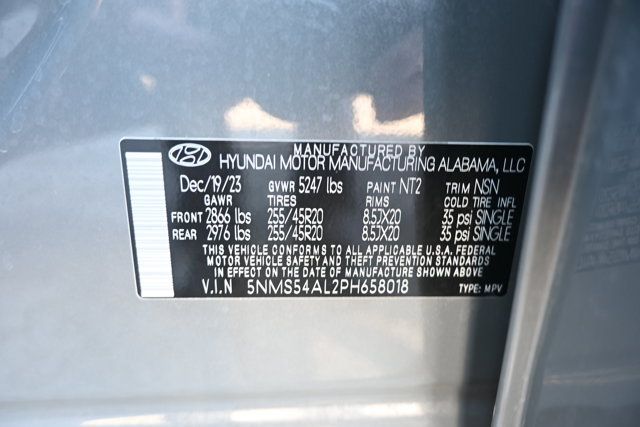 MANUFACTURED BY
HYUNDAI MOTOR MANUFACTURING ALABAMA, LLC
Dec/19/23 GVWR 5247 lbs PAINT NT2 TRIM NSN
GAWR TIRES RIMS COLD TIRE INFL
FRONT 2866 lbs 255/45R20 8.5JX20 35 psi SINGLE
REAR 2976 lbs 255/45R20 8.5JX20 35 psi SINGLE
THIS VEHICLE CONFORMS TO ALL APPLICABLE U.S.A. FEDERAL
MOTOR VEHICLE SAFETY AND THEFT PREVENTION STANDARDS
IN EFFECT ON THE DATE OF MANUFACTURE SHOWN ABOVE
V.I.N 5NMS54AL2PH658018 TYPE: MPV